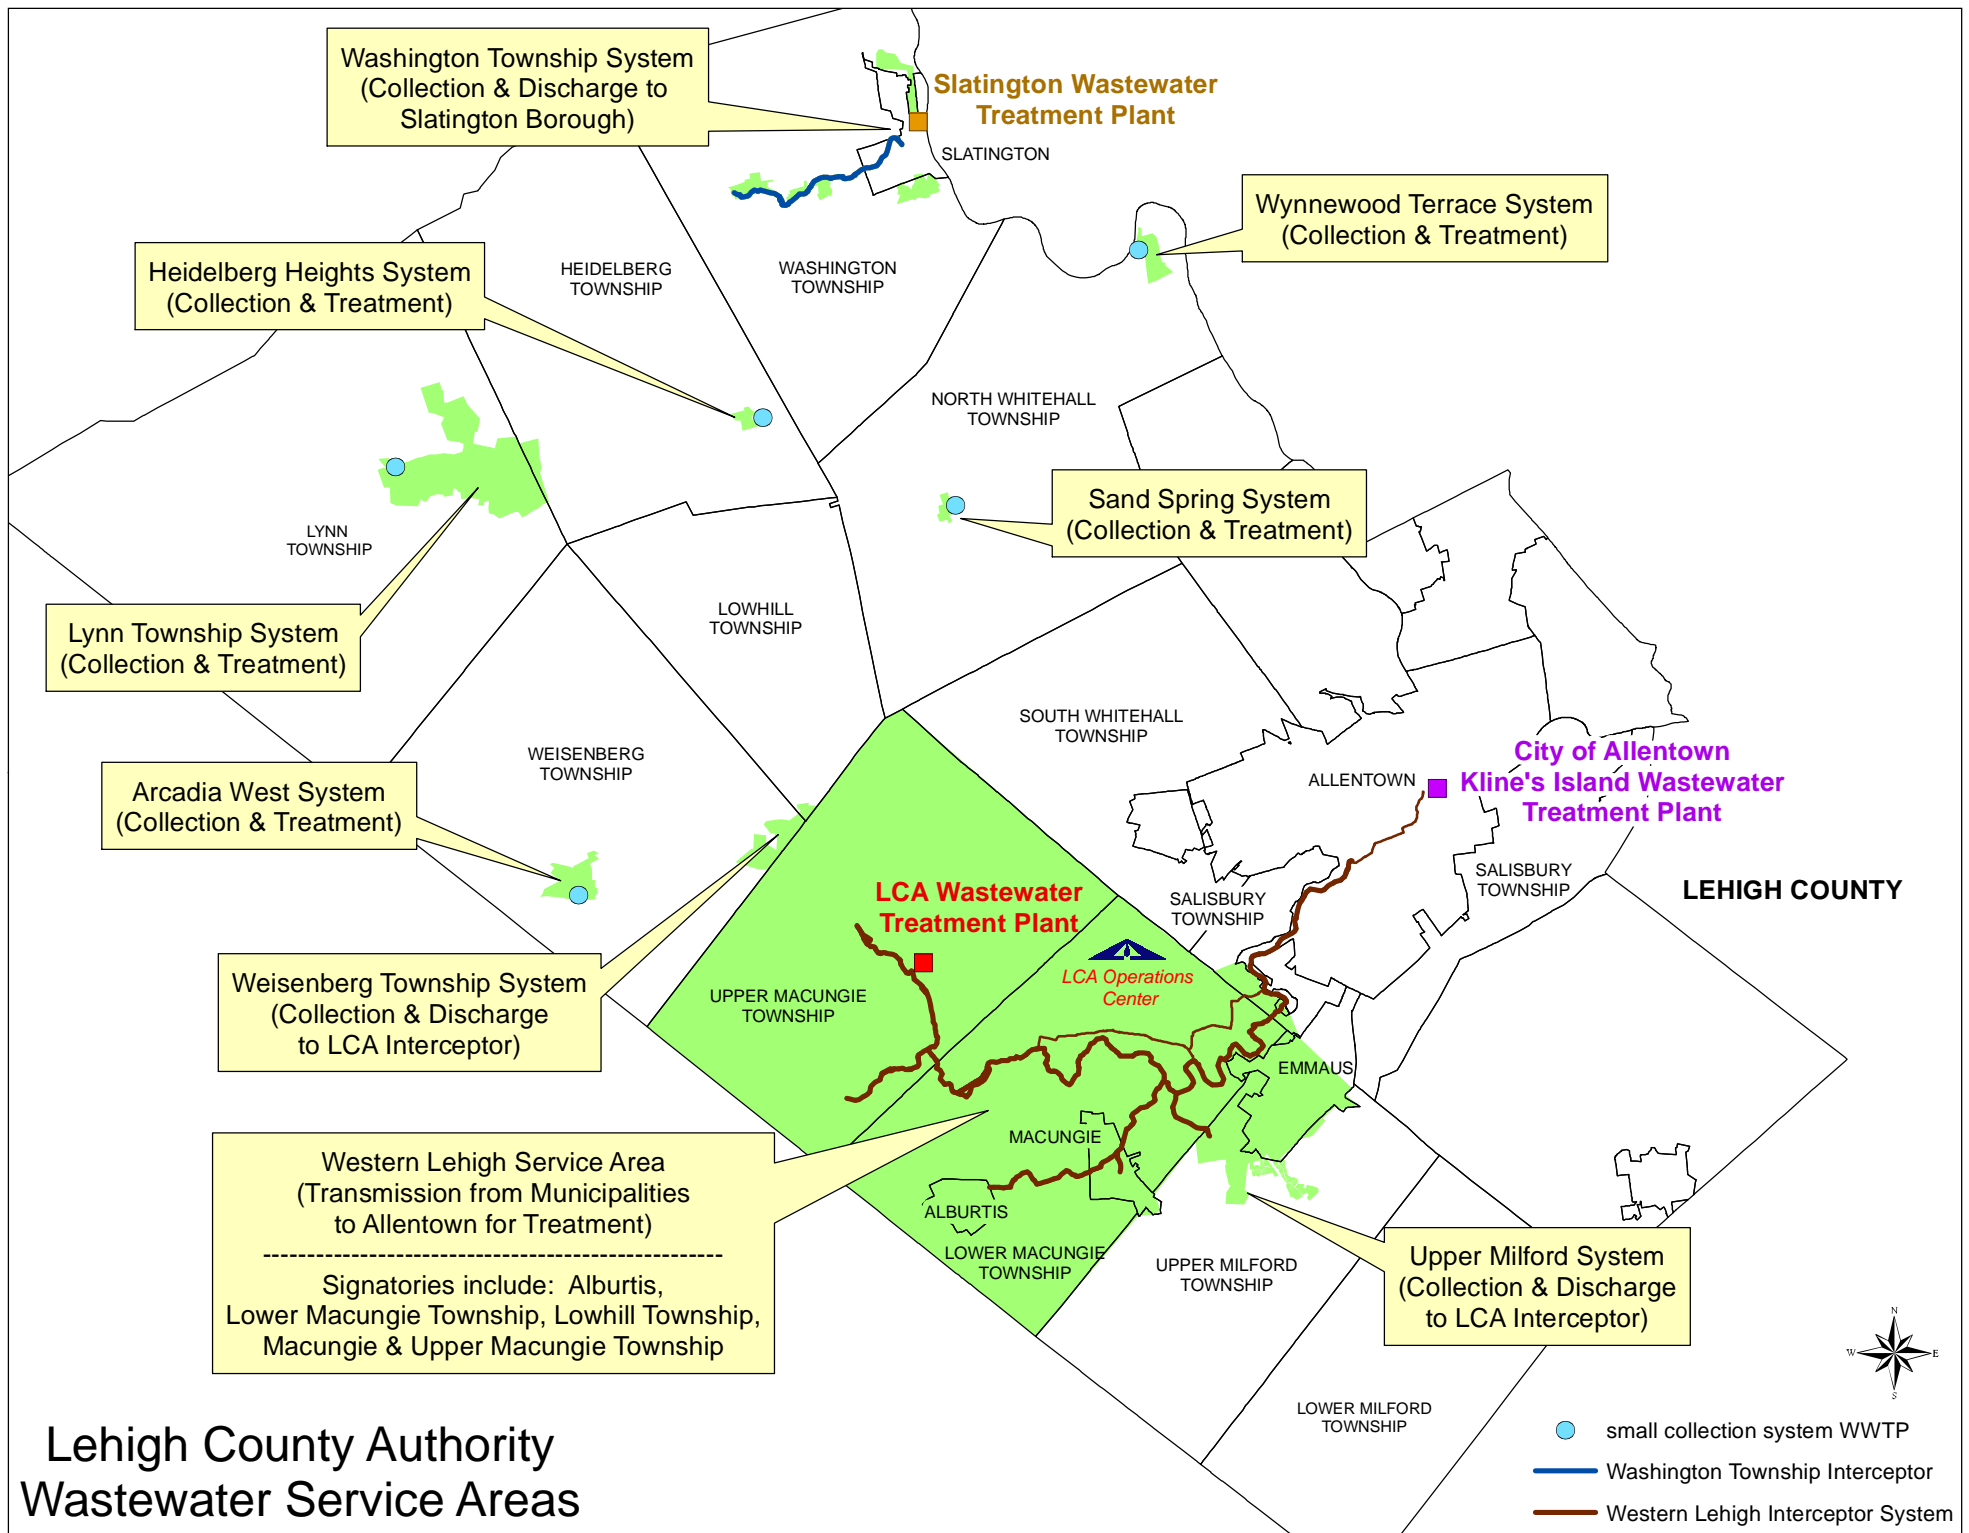 Washington Township System
(Collection & Discharge to
Slatington Borough)
Slatington Wastewater
Treatment Plant
SLATINGTON
Wynnewood Terrace System
(Collection & Treatment)
Heidelberg Heights System
(Collection & Treatment)
HEIDELBERG
TOWNSHIP
WASHINGTON
TOWNSHIP
NORTH WHITEHALL
TOWNSHIP
Sand Spring System
(Collection & Treatment)
LYNN
TOWNSHIP
Lynn Township System
(Collection & Treatment)
LOWHILL
TOWNSHIP
SOUTH WHITEHALL
TOWNSHIP
WEISENBERG
TOWNSHIP
Arcadia West System
(Collection & Treatment)
ALLENTOWN
City of Allentown
Kline's Island Wastewater
Treatment Plant
SALISBURY
TOWNSHIP
SALISBURY
TOWNSHIP
LEHIGH COUNTY
LCA Wastewater
Treatment Plant
LCA Operations
Center
Weisenberg Township System
(Collection & Discharge
to LCA Interceptor)
UPPER MACUNGIE
TOWNSHIP
EMMAUS
MACUNGIE
ALBURTIS
LOWER MACUNGIE
TOWNSHIP
Western Lehigh Service Area
(Transmission from Municipalities
to Allentown for Treatment)
-----------------------------------------------------
Signatories include:  Alburtis,
Lower Macungie Township, Lowhill Township,
Macungie & Upper Macungie Township
UPPER MILFORD
TOWNSHIP
Upper Milford System
(Collection & Discharge
to LCA Interceptor)
LOWER MILFORD
TOWNSHIP
N
W
E
S
small collection system WWTP
Washington Township Interceptor
Western Lehigh Interceptor System
Lehigh County Authority
Wastewater Service Areas